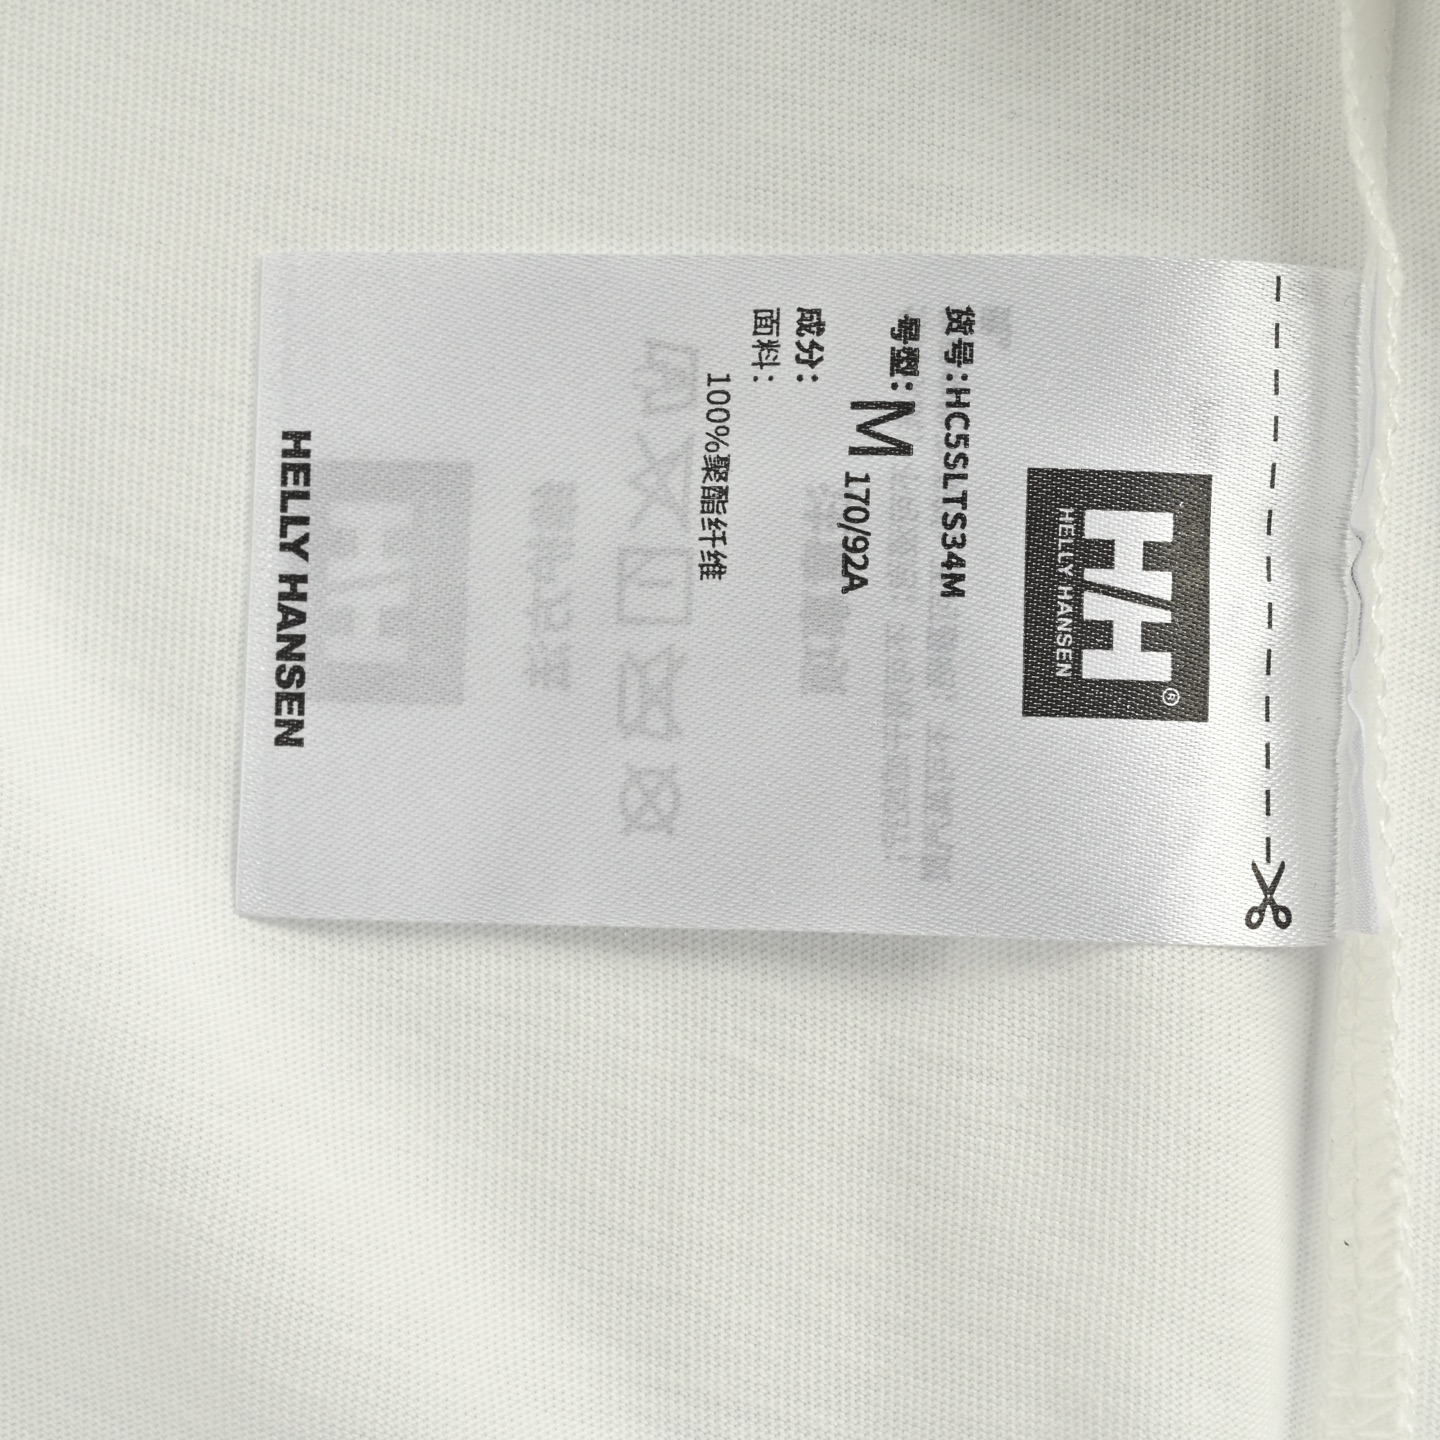 HH®
HELLY HANSEN
货号:HC5SLTS34M
号型: M 170/92A
成分:
面料:
100%聚酯纤维
HELLY HANSEN